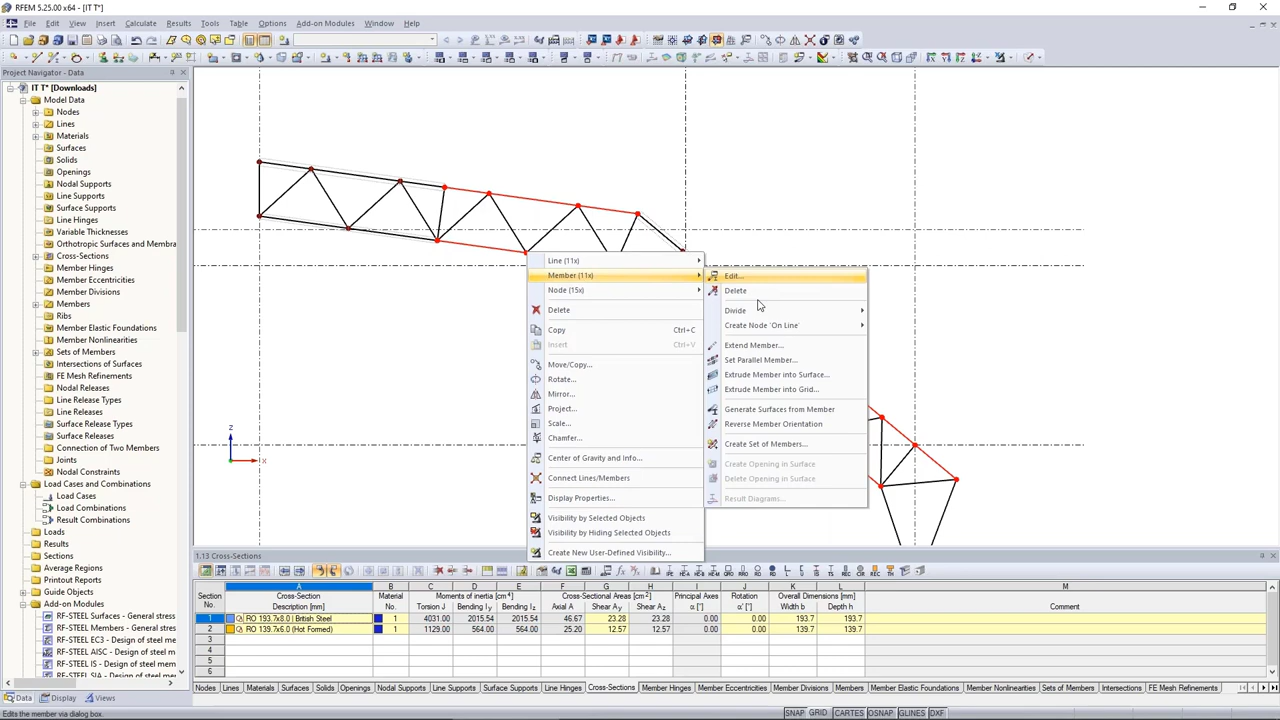 RFEM 5.25.00 x64 - [IT T*]
File Edit View Insert Calculate Results Tools Table Options Add-on Modules Window Help
Project Navigator - Data
IT T* [Downloads]
Model Data
Nodes
Lines
Materials
Surfaces
Solids
Openings
Nodal Supports
Line Supports
Surface Supports
Line Hinges
Variable Thicknesses
Orthotropic Surfaces and Membra
Cross-Sections
Member Hinges
Member Eccentricities
Member Divisions
Members
Ribs
Member Elastic Foundations
Member Nonlinearities
Sets of Members
Intersections of Surfaces
FE Mesh Refinements
Nodal Releases
Line Release Types
Line Releases
Surface Release Types
Surface Releases
Connection of Two Members
Joints
Nodal Constraints
Load Cases and Combinations
Load Cases
Load Combinations
Result Combinations
Loads
Results
Sections
Average Regions
Printout Reports
Guide Objects
Add-on Modules
RF-STEEL Surfaces - General stress
RF-STEEL Members - General stres
RF-STEEL EC3 - Design of steel me
RF-STEEL AISC - Design of steel m
RF-STEEL IS - Design of steel mem
RF-STEEL SIA - Design of steel me
Data Display Views
Z
X
Line (11x)
Member (11x)
Node (15x)
Delete
Copy Ctrl+C
Insert Ctrl+V
Move/Copy...
Rotate...
Mirror...
Project...
Scale...
Chamfer...
Center of Gravity and Info...
Connect Lines/Members
Display Properties...
Visibility by Selected Objects
Visibility by Hiding Selected Objects
Create New User-Defined Visibility...
Edit...
Delete
Divide
Create Node 'On Line'
Extend Member...
Set Parallel Member...
Extrude Member into Surface...
Extrude Member into Grid...
Generate Surfaces from Member
Reverse Member Orientation
Create Set of Members...
Create Opening in Surface
Delete Opening in Surface
Result Diagrams...
1.13 Cross-Sections
A B C D E F G H I J K L M
Section Cross-Section Material Moments of inertia [cm⁴] Cross-Sectional Areas [cm²] Principal Axes Rotation Overall Dimensions [mm]
No. Description [mm] No. Torsion J Bending Iy Bending Iz Axial A Shear Ay Shear Az α [°] α' [°] Width b Depth h Comment
1 RO 193.7x8.0 | British Steel 1 4031.00 2015.54 2015.54 46.67 23.28 23.28 0.00 0.00 193.7 193.7
2 RO 139.7x6.0 (Hot Formed) 1 1129.00 564.00 564.00 25.20 12.57 12.57 0.00 0.00 139.7 139.7
3
4
5
6
Nodes Lines Materials Surfaces Solids Openings Nodal Supports Line Supports Surface Supports Line Hinges Cross-Sections Member Hinges Member Eccentricities Member Divisions Members Member Elastic Foundations Member Nonlinearities Sets of Members Intersections FE Mesh Refinements
Edits the member via dialog box.
SNAP GRID CARTES OSNAP GLINES DXF